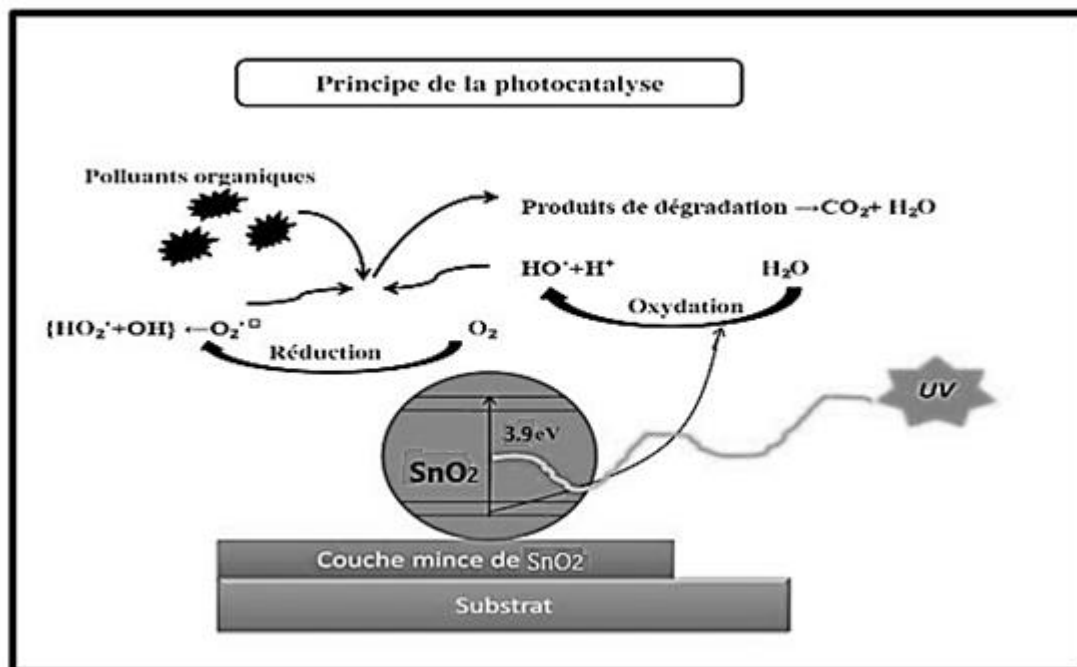 Principe de la photocatalyse
Polluants organiques
Produits de dégradation →CO₂+ H₂O
HO˙+H⁺
H₂O
Oxydation
{HO₂˙+OH} ←O₂˙□
O₂
Réduction
UV
3.9eV
SnO₂
Couche mince de SnO2
Substrat